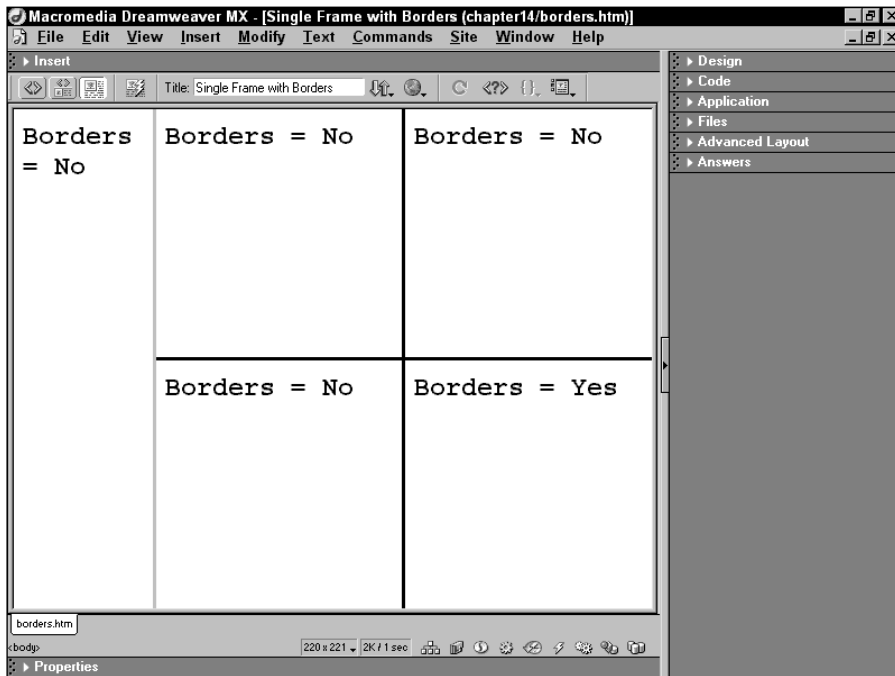 Macromedia Dreamweaver MX - [Single Frame with Borders (chapter14/borders.htm)]
File Edit View Insert Modify Text Commands Site Window Help
Insert
Title: Single Frame with Borders
Borders = No
Borders = No
Borders
= No
Borders = No
Borders = Yes
borders.htm
<body>
220 x 221
2K / 1 sec
Properties
Design
Code
Application
Files
Advanced Layout
Answers